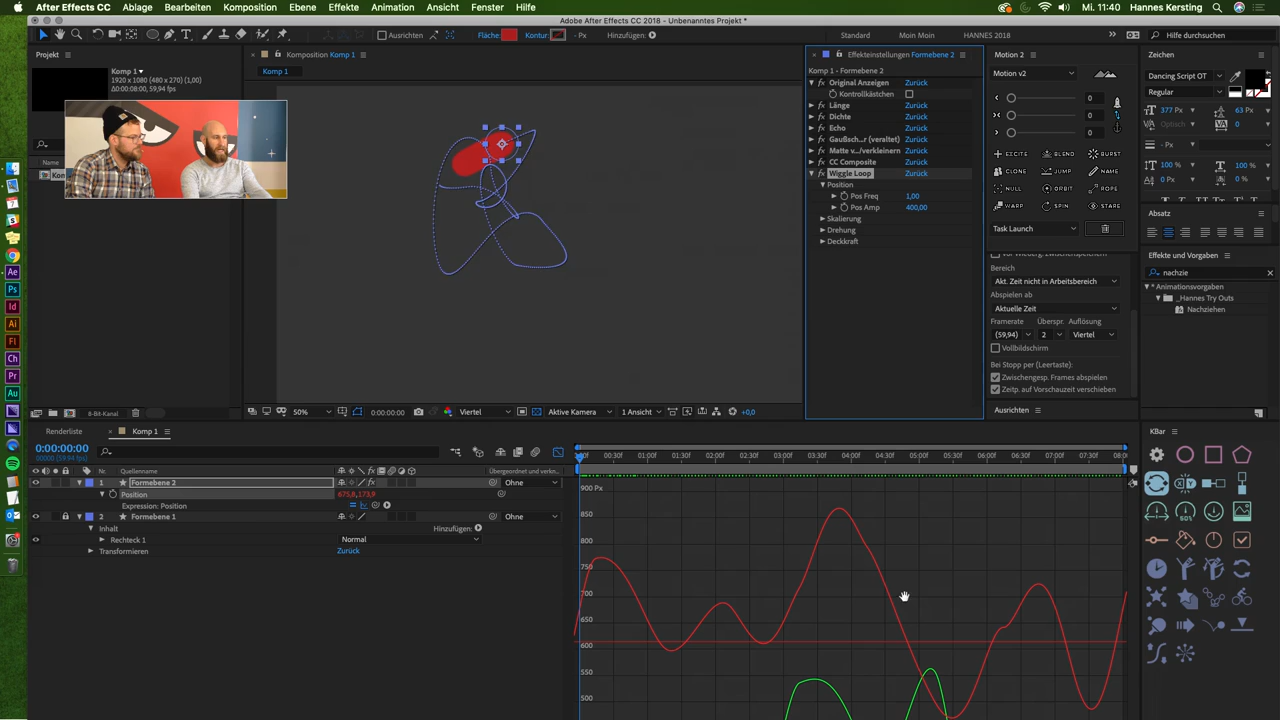 After Effects CC Ablage Bearbeiten Komposition Ebene Effekte Animation Ansicht Fenster Hilfe Mi. 11:40 Hannes Kersting
Adobe After Effects CC 2018 - Unbenanntes Projekt *
Ausrichten Fläche: Kontur: - Px Hinzufügen: Standard Moin Moin HANNES 2018 Hilfe durchsuchen
Projekt
Komp 1
1920 x 1080 (480 x 270) (1,00)
Δ0:00:08:00, 59,94 fps
Name
8-Bit-Kanal
Komposition Komp 1
Komp 1
50% 0:00:00:00 Viertel Aktive Kamera 1 Ansicht +0,0
Effekteinstellungen Formebene 2
Komp 1 · Formebene 2
Original Anzeigen Zurück
Kontrollkästchen
Länge Zurück
Dichte Zurück
Echo Zurück
Gaußsch...r (veraltet) Zurück
Matte v.../verkleinern Zurück
CC Composite Zurück
Wiggle Loop Zurück
Position
Pos Freq 1,00
Pos Amp 400,00
Skalierung
Drehung
Deckkraft
Motion 2
Motion v2
0
0
0
EXCITE BLEND BURST
CLONE JUMP NAME
NULL ORBIT ROPE
WARP SPIN STARE
Task Launch
Bereich
Akt. Zeit nicht in Arbeitsbereich
Abspielen ab
Aktuelle Zeit
Framerate Überspr. Auflösung
(59,94) 2 Viertel
Vollbildschirm
Bei Stopp per (Leertaste):
Zwischengesp. Frames abspielen
Zeitp. auf Vorschauzeit verschieben
Ausrichten
Zeichen
Dancing Script OT
Regular
377 Px 63 Px
Optisch 0
100 % 100 %
0 Px 0 %
Absatz
Effekte und Vorgaben
nachzie
* Animationsvorgaben
_Hannes Try Outs
Nachziehen
KBar
Renderliste Komp 1
0:00:00:00
00000 (59.94 fps)
Quellenname Übergeordnet und verkn...
1 Formebene 2 Ohne
Position 675,8,173,9
Expression: Position
2 Formebene 1 Ohne
Inhalt Hinzufügen:
Rechteck 1 Normal
Transformieren Zurück
00:30f 01:00f 01:30f 02:00f 02:30f 03:00f 03:30f 04:00f 04:30f 05:00f 05:30f 06:00f 06:30f 07:00f 07:30f 08:00
900 Px
850
800
750
700
650
600
550
500